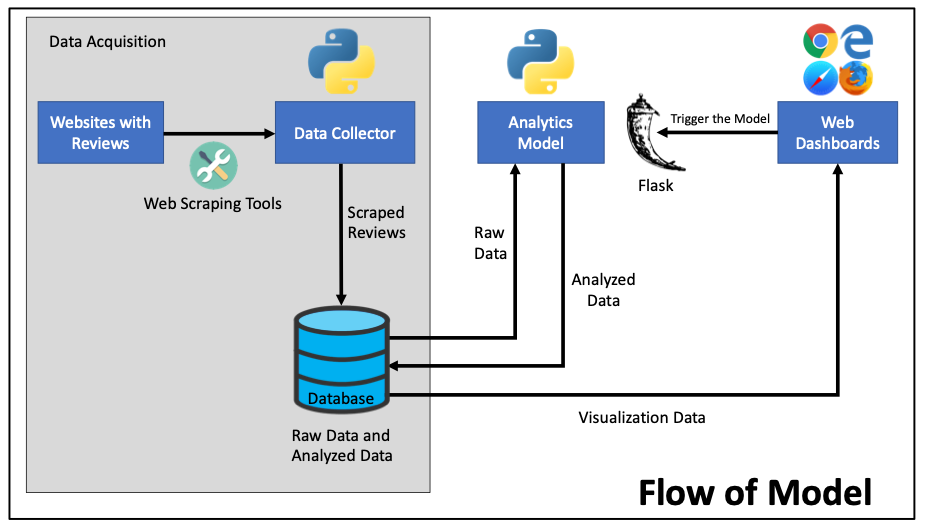 Data Acquisition
Websites with
Reviews
Data Collector
Web Scraping Tools
Scraped
Reviews
Database
Raw Data and
Analyzed Data
Analytics
Model
Raw
Data
Analyzed
Data
Flask
Trigger the Model
Web
Dashboards
Visualization Data
Flow of Model